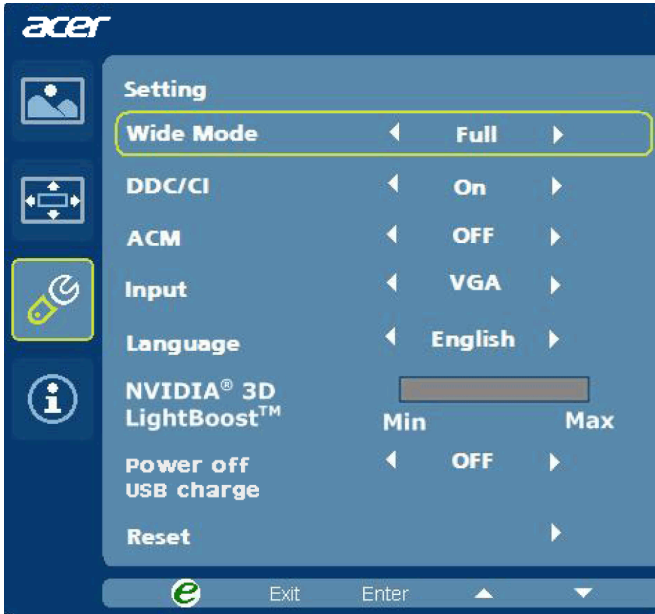 acer
Setting
Wide Mode Full
DDC/CI On
ACM OFF
Input VGA
Language English
NVIDIA® 3D
LightBoost™
Min Max
Power off OFF
USB charge
Reset
e Exit Enter